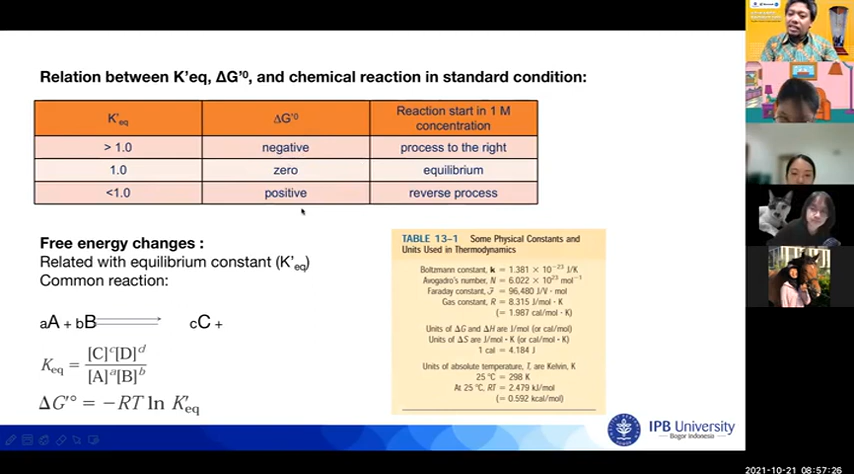 Relation between K'eq, ΔG'⁰, and chemical reaction in standard condition:
K'eq ΔG'⁰ Reaction start in 1 M concentration
> 1.0 negative process to the right
1.0 zero equilibrium
<1.0 positive reverse process
Free energy changes :
Related with equilibrium constant (K'eq)
Common reaction:
aA + bB cC +
Keq = [C]ᶜ[D]ᵈ / [A]ᵃ[B]ᵇ
ΔG'° = −RT ln K'eq
TABLE 13–1 Some Physical Constants and
Units Used in Thermodynamics
Boltzmann constant, k = 1.381 × 10⁻²³ J/K
Avogadro's number, N = 6.022 × 10²³ mol⁻¹
Faraday constant, ℱ = 96,480 J/V · mol
Gas constant, R = 8.315 J/mol · K
(= 1.987 cal/mol · K)
Units of ΔG and ΔH are J/mol (or cal/mol)
Units of ΔS are J/mol · K (or cal/mol · K)
1 cal = 4.184 J
Units of absolute temperature, T, are Kelvin, K
25 °C = 298 K
At 25 °C, RT = 2.479 kJ/mol
(= 0.592 kcal/mol)
IPB University
Bogor Indonesia
2021-10-21 08:57:26